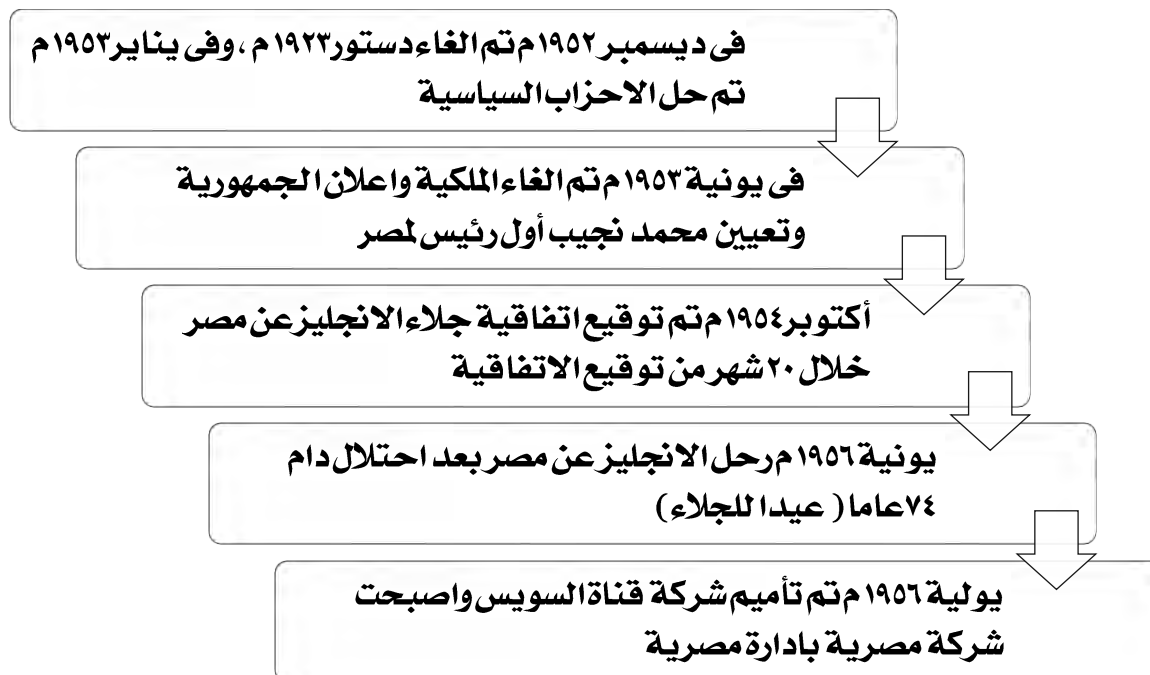 فى ديسمبر ١٩٥٢م تم الغاء دستور ١٩٢٣م ، وفى يناير ١٩٥٣م
تم حل الاحزاب السياسية
فى يونية ١٩٥٣م تم الغاء الملكية واعلان الجمهورية
وتعيين محمد نجيب أول رئيس لمصر
أكتوبر ١٩٥٤م تم توقيع اتفاقية جلاء الانجليز عن مصر
خلال ٢٠ شهر من توقيع الاتفاقية
يونية ١٩٥٦م رحل الانجليز عن مصر بعد احتلال دام
٧٤ عاما ( عيدا للجلاء )
يولية ١٩٥٦م تم تأميم شركة قناة السويس واصبحت
شركة مصرية بادارة مصرية